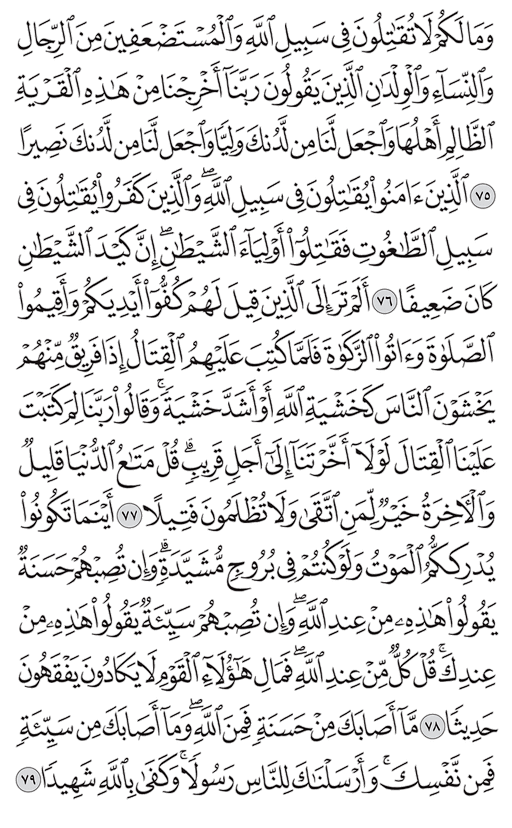 وَمَا لَكُمْ لَا تُقَٰتِلُونَ فِى سَبِيلِ ٱللَّهِ وَٱلْمُسْتَضْعَفِينَ مِنَ ٱلرِّجَالِ
وَٱلنِّسَآءِ وَٱلْوِلْدَٰنِ ٱلَّذِينَ يَقُولُونَ رَبَّنَآ أَخْرِجْنَا مِنْ هَٰذِهِ ٱلْقَرْيَةِ
ٱلظَّالِمِ أَهْلُهَا وَٱجْعَل لَّنَا مِن لَّدُنكَ وَلِيًّا وَٱجْعَل لَّنَا مِن لَّدُنكَ نَصِيرًا
٧٥ ٱلَّذِينَ ءَامَنُوا۟ يُقَٰتِلُونَ فِى سَبِيلِ ٱللَّهِ ۖ وَٱلَّذِينَ كَفَرُوا۟ يُقَٰتِلُونَ فِى
سَبِيلِ ٱلطَّٰغُوتِ فَقَٰتِلُوٓا۟ أَوْلِيَآءَ ٱلشَّيْطَٰنِ ۖ إِنَّ كَيْدَ ٱلشَّيْطَٰنِ
كَانَ ضَعِيفًا ٧٦ أَلَمْ تَرَ إِلَى ٱلَّذِينَ قِيلَ لَهُمْ كُفُّوٓا۟ أَيْدِيَكُمْ وَأَقِيمُوا۟
ٱلصَّلَوٰةَ وَءَاتُوا۟ ٱلزَّكَوٰةَ فَلَمَّا كُتِبَ عَلَيْهِمُ ٱلْقِتَالُ إِذَا فَرِيقٌ مِّنْهُمْ
يَخْشَوْنَ ٱلنَّاسَ كَخَشْيَةِ ٱللَّهِ أَوْ أَشَدَّ خَشْيَةً ۚ وَقَالُوا۟ رَبَّنَا لِمَ كَتَبْتَ
عَلَيْنَا ٱلْقِتَالَ لَوْلَآ أَخَّرْتَنَآ إِلَىٰٓ أَجَلٍ قَرِيبٍ ۗ قُلْ مَتَٰعُ ٱلدُّنْيَا قَلِيلٌ
وَٱلْءَاخِرَةُ خَيْرٌ لِّمَنِ ٱتَّقَىٰ وَلَا تُظْلَمُونَ فَتِيلًا ٧٧ أَيْنَمَا تَكُونُوا۟
يُدْرِككُّمُ ٱلْمَوْتُ وَلَوْ كُنتُمْ فِى بُرُوجٍ مُّشَيَّدَةٍ ۗ وَإِن تُصِبْهُمْ حَسَنَةٌ
يَقُولُوا۟ هَٰذِهِۦ مِنْ عِندِ ٱللَّهِ ۖ وَإِن تُصِبْهُمْ سَيِّئَةٌ يَقُولُوا۟ هَٰذِهِۦ مِنْ
عِندِكَ ۚ قُلْ كُلٌّ مِّنْ عِندِ ٱللَّهِ ۖ فَمَالِ هَٰٓؤُلَآءِ ٱلْقَوْمِ لَا يَكَادُونَ يَفْقَهُونَ
حَدِيثًا ٧٨ مَّآ أَصَابَكَ مِنْ حَسَنَةٍ فَمِنَ ٱللَّهِ ۖ وَمَآ أَصَابَكَ مِن سَيِّئَةٍ
فَمِن نَّفْسِكَ ۚ وَأَرْسَلْنَٰكَ لِلنَّاسِ رَسُولًا ۚ وَكَفَىٰ بِٱللَّهِ شَهِيدًا ٧٩